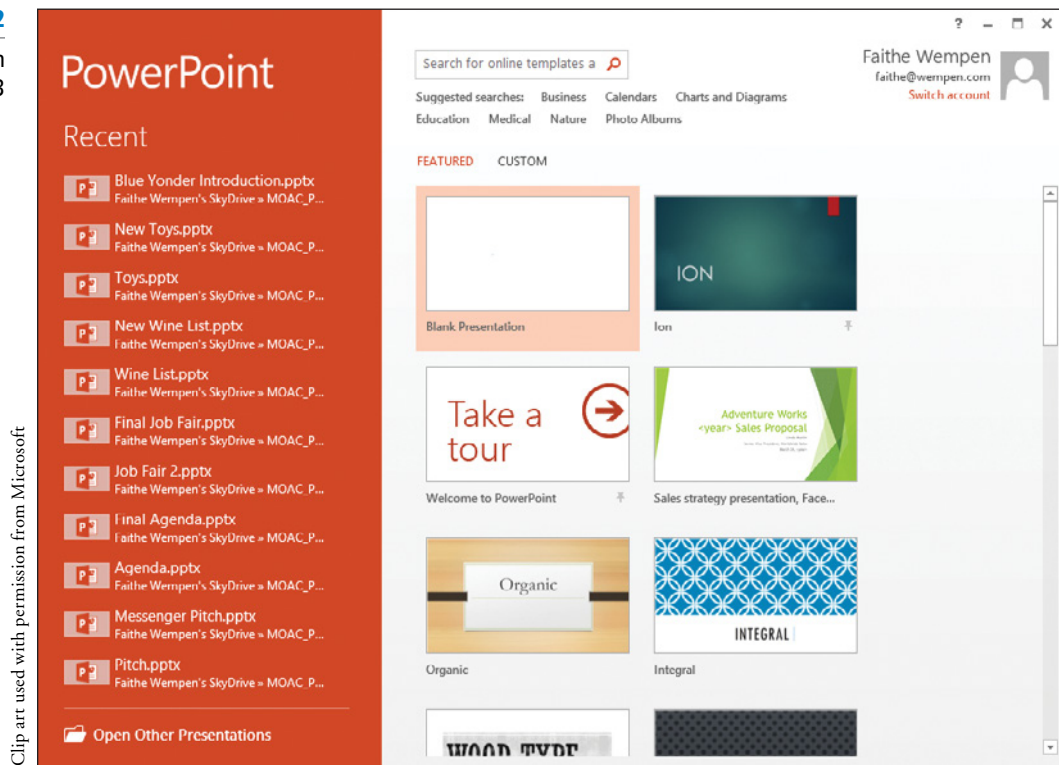 2
n
3
PowerPoint
Recent
Blue Yonder Introduction.pptx
Faithe Wempen's SkyDrive » MOAC_P...
New Toys.pptx
Faithe Wempen's SkyDrive » MOAC_P...
Toys.pptx
Faithe Wempen's SkyDrive » MOAC_P...
New Wine List.pptx
Faithe Wempen's SkyDrive » MOAC_P...
Wine List.pptx
Faithe Wempen's SkyDrive » MOAC_P...
Final Job Fair.pptx
Faithe Wempen's SkyDrive » MOAC_P...
Job Fair 2.pptx
Faithe Wempen's SkyDrive » MOAC_P...
Final Agenda.pptx
Faithe Wempen's SkyDrive » MOAC_P...
Agenda.pptx
Faithe Wempen's SkyDrive » MOAC_P...
Messenger Pitch.pptx
Faithe Wempen's SkyDrive » MOAC_P...
Pitch.pptx
Faithe Wempen's SkyDrive » MOAC_P...
Open Other Presentations
Search for online templates a
Suggested searches: Business Calendars Charts and Diagrams
Education Medical Nature Photo Albums
Faithe Wempen
faithe@wempen.com
Switch account
FEATURED CUSTOM
Blank Presentation
ION
Ion
Take a
tour
Welcome to PowerPoint
Adventure Works
<year> Sales Proposal
Sales strategy presentation, Face...
Organic
Organic
INTEGRAL
Integral
WOOD TYPE
Clip art used with permission from Microsoft